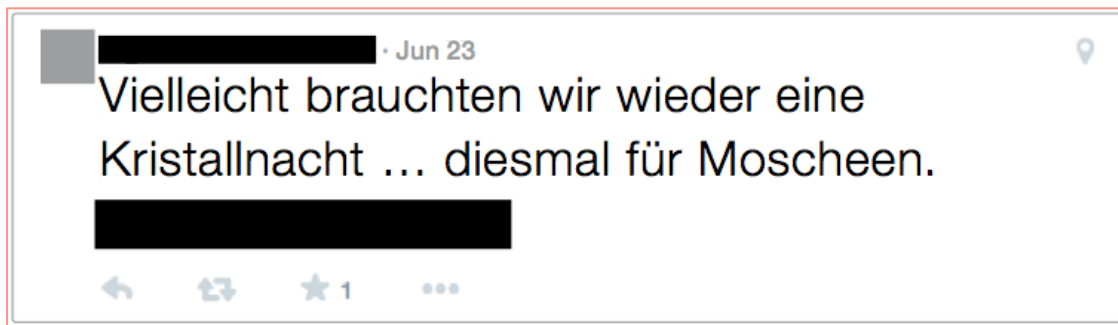 · Jun 23
Vielleicht brauchten wir wieder eine
Kristallnacht ... diesmal für Moscheen.
1